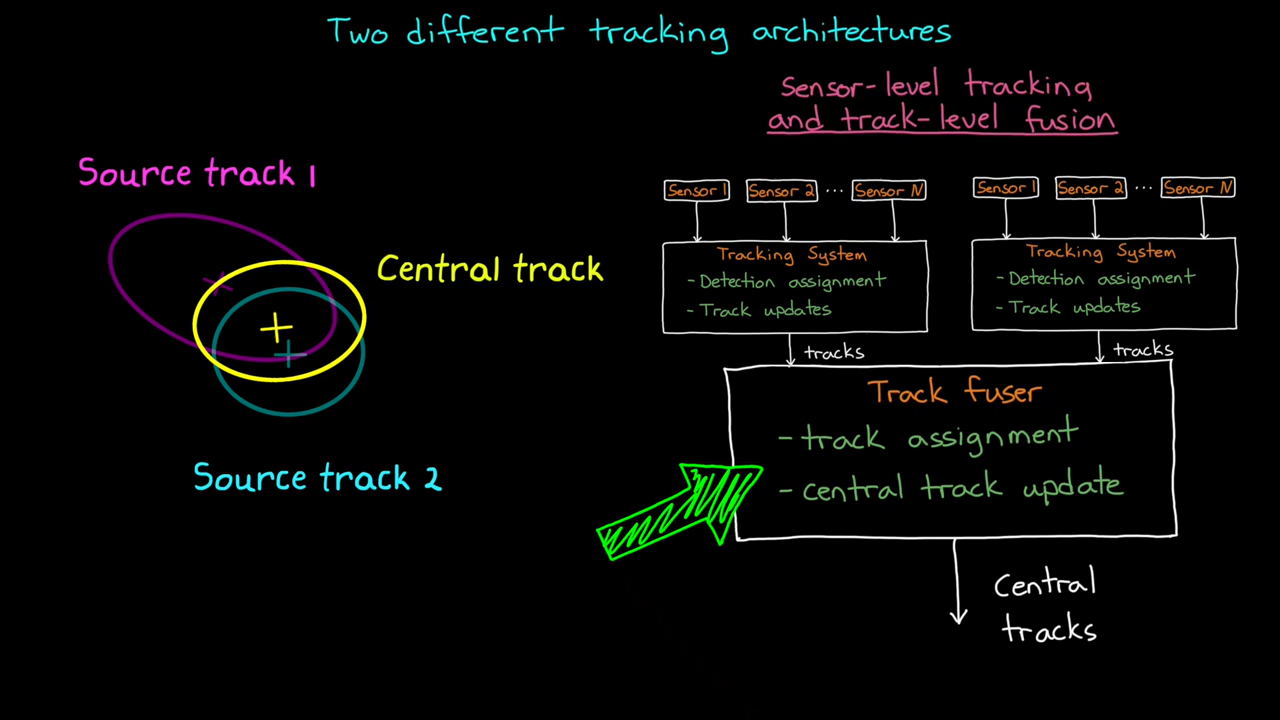 Two different tracking architectures
Sensor-level tracking
and track-level fusion
Source track 1
Central track
Source track 2
Sensor 1 Sensor 2 ... Sensor N
Tracking System
- Detection assignment
- Track updates
tracks
Sensor 1 Sensor 2 ... Sensor N
Tracking System
- Detection assignment
- Track updates
tracks
Track fuser
- track assignment
- central track update
Central
tracks